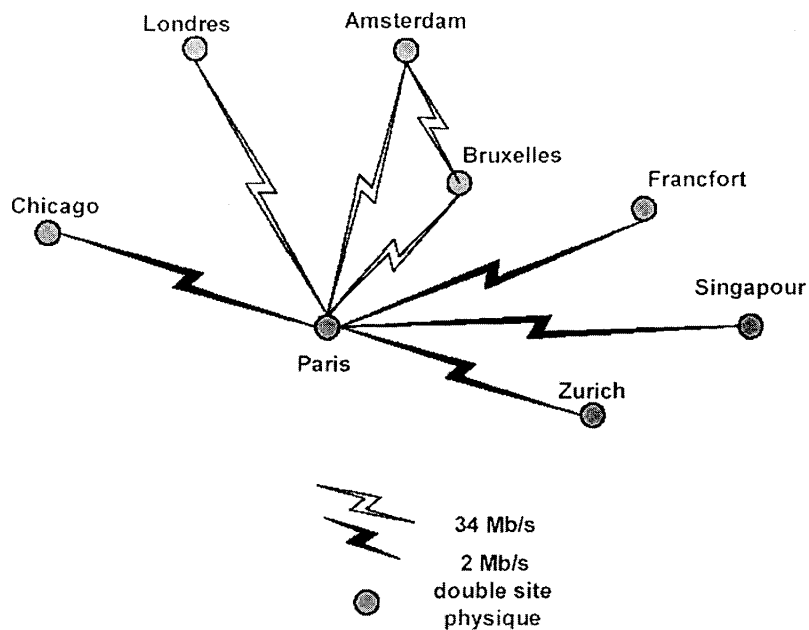 Londres
Amsterdam
Bruxelles
Francfort
Chicago
Singapour
Paris
Zurich
34 Mb/s
2 Mb/s
double site
physique